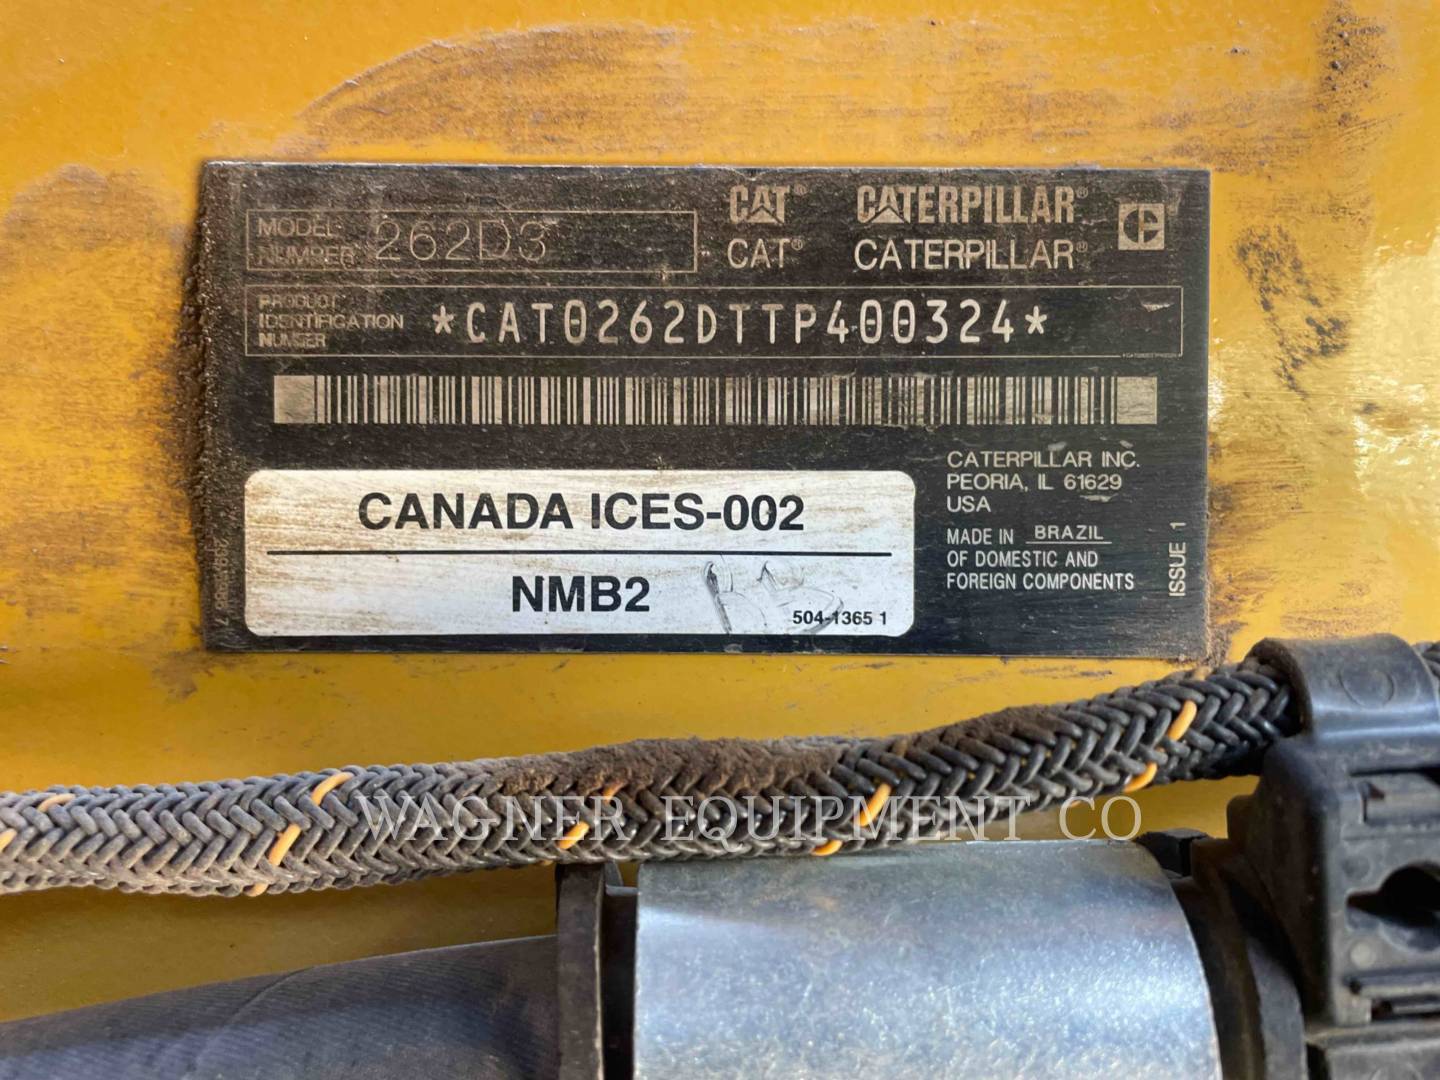 CAT® CATERPILLAR®
MODEL NUMBER 262D3
CAT® CATERPILLAR®
PRODUCT IDENTIFICATION NUMBER *CAT0262DTTP400324*
CATERPILLAR INC.
PEORIA, IL 61629
USA
MADE IN BRAZIL
OF DOMESTIC AND
FOREIGN COMPONENTS
ISSUE 1
CANADA ICES-002
NMB2
504-1365 1
WAGNER EQUIPMENT CO